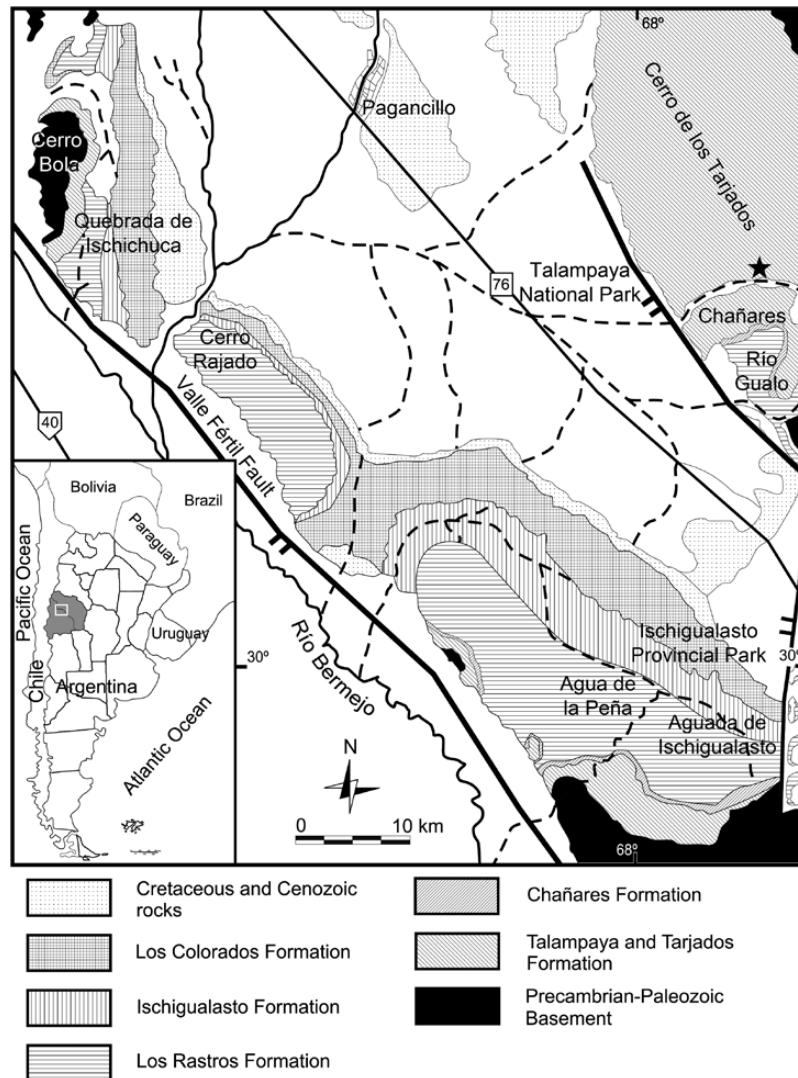 68º
Pagancillo
Cerro de los Tarjados
Cerro
Bola
Quebrada de
Ischichuca
Talampaya
National Park
76
Chañares
Río
Gualo
Cerro
Rajado
Valle Fértil Fault
40
Bolivia
Brazil
Paraguay
Pacific Ocean
Chile
Uruguay
Argentina
Atlantic Ocean
30º
Río Bermejo
Ischigualasto
Provincial Park
30º
Agua de
la Peña
Aguada de
Ischigualasto
N
0 10 km
68º
Cretaceous and Cenozoic
rocks
Los Colorados Formation
Ischigualasto Formation
Los Rastros Formation
Chañares Formation
Talampaya and Tarjados
Formation
Precambrian-Paleozoic
Basement